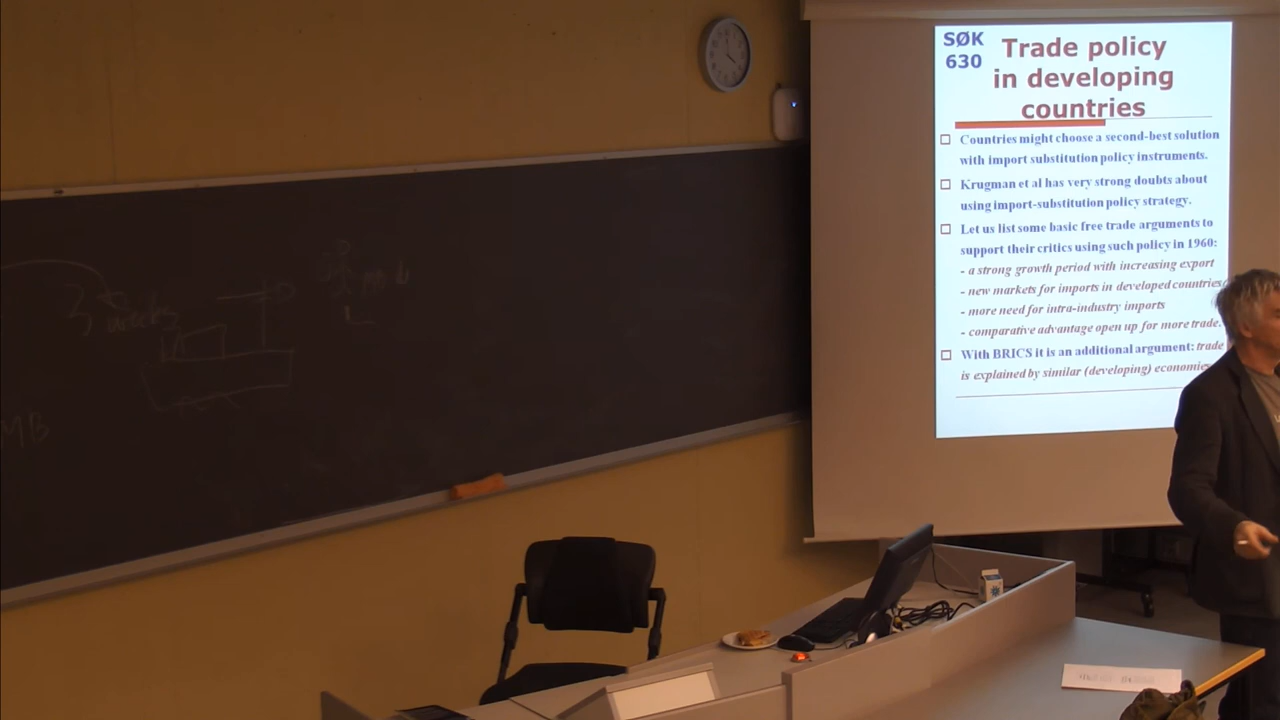 SØK
630
Trade policy
in developing
countries
Countries might choose a second-best solution
with import substitution policy instruments.
Krugman et al has very strong doubts about
using import-substitution policy strategy.
Let us list some basic free trade arguments to
support their critics using such policy in 1960:
- a strong growth period with increasing export
- new markets for imports in developed countries
- more need for intra-industry imports
- comparative advantage open up for more trade.
With BRICS it is an additional argument: trade
is explained by similar (developing) economies
3
MB
L